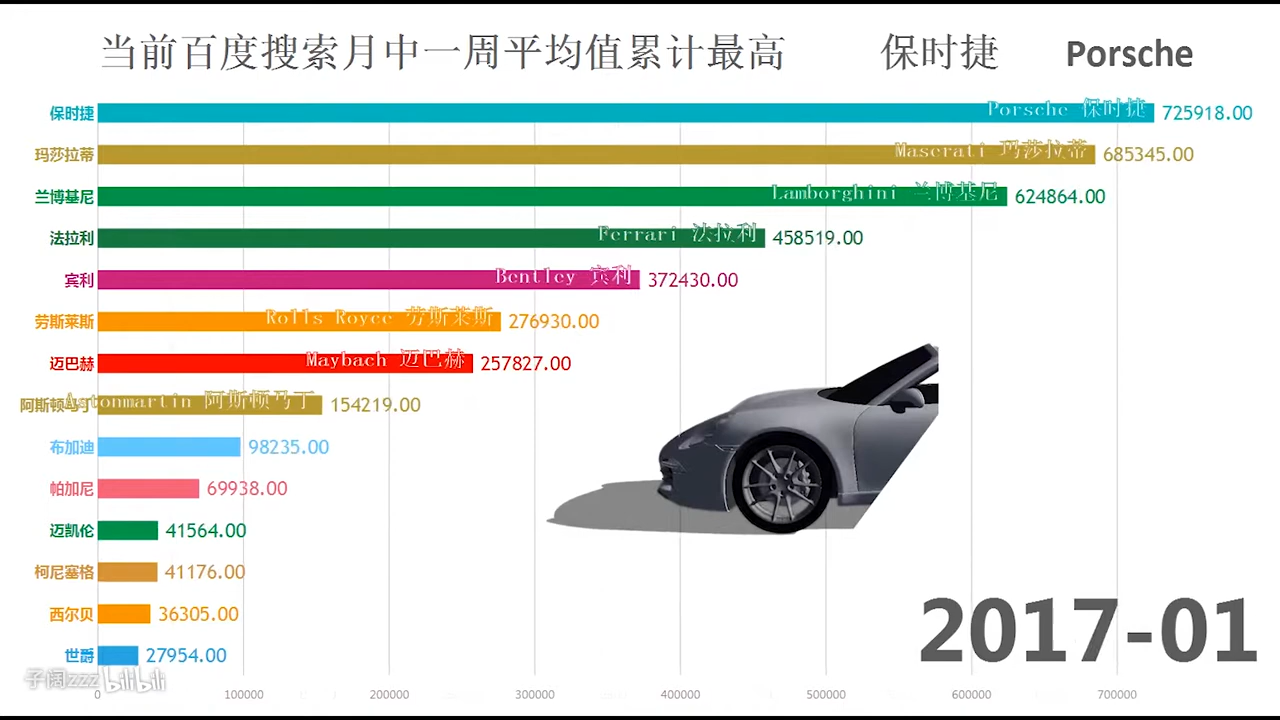 当前百度搜索月中一周平均值累计最高 保时捷 Porsche
保时捷 Porsche 保时捷 725918.00
玛莎拉蒂 Maserati 玛莎拉蒂 685345.00
兰博基尼 Lamborghini 兰博基尼 624864.00
法拉利 Ferrari 法拉利 458519.00
宾利 Bentley 宾利 372430.00
劳斯莱斯 Rolls Royce 劳斯莱斯 276930.00
迈巴赫 Maybach 迈巴赫 257827.00
阿斯顿马丁 Astonmartin 阿斯顿马丁 154219.00
布加迪 98235.00
帕加尼 69938.00
迈凯伦 41564.00
柯尼塞格 41176.00
西尔贝 36305.00
世爵 27954.00
2017-01
子阔zzz bilibili
0 100000 200000 300000 400000 500000 600000 700000